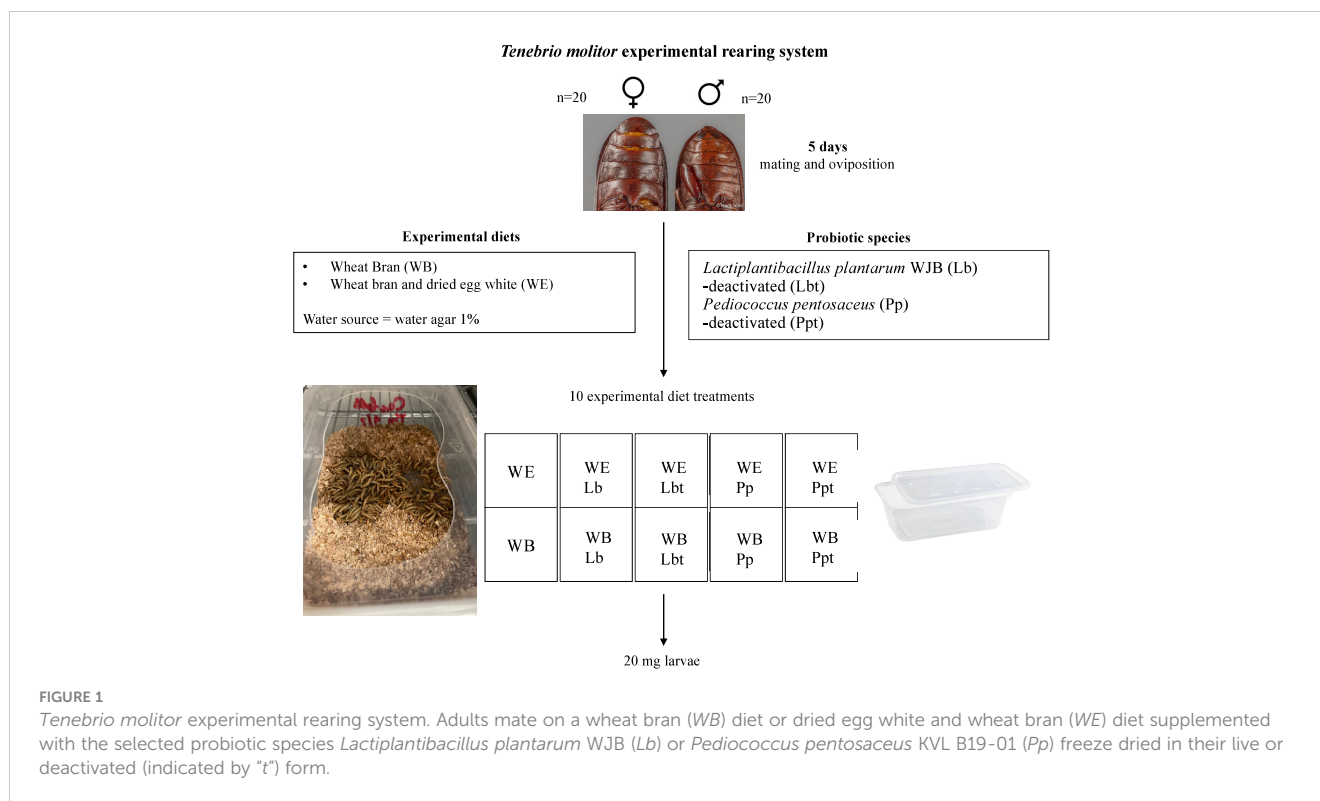 Tenebrio molitor experimental rearing system
n=20
n=20
5 days
mating and oviposition
Experimental diets
• Wheat Bran (WB)
• Wheat bran and dried egg white (WE)
Water source = water agar 1%
Probiotic species
Lactiplantibacillus plantarum WJB (Lb)
-deactivated (Lbt)
Pediococcus pentosaceus (Pp)
-deactivated (Ppt)
10 experimental diet treatments
WE
WE
Lb
WE
Lbt
WE
Pp
WE
Ppt
WB
WB
Lb
WB
Lbt
WB
Pp
WB
Ppt
20 mg larvae
FIGURE 1
Tenebrio molitor experimental rearing system. Adults mate on a wheat bran (WB) diet or dried egg white and wheat bran (WE) diet supplemented
with the selected probiotic species Lactiplantibacillus plantarum WJB (Lb) or Pediococcus pentosaceus KVL B19-01 (Pp) freeze dried in their live or
deactivated (indicated by “t”) form.